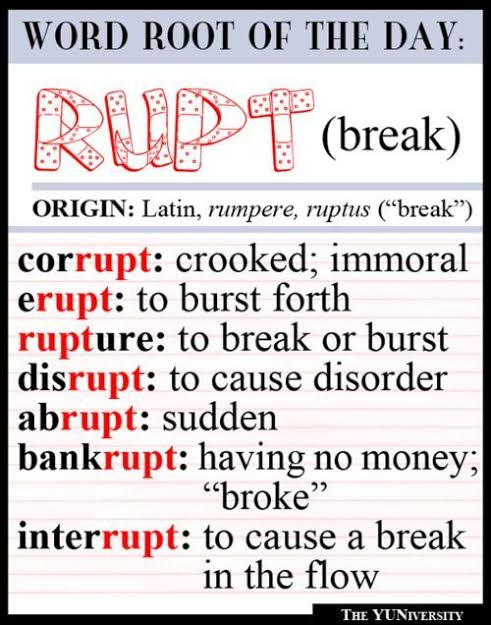 WORD ROOT OF THE DAY:
RUPT (break)
ORIGIN: Latin, rumpere, ruptus (“break”)
corrupt: crooked; immoral
erupt: to burst forth
rupture: to break or burst
disrupt: to cause disorder
abrupt: sudden
bankrupt: having no money;
“broke”
interrupt: to cause a break
in the flow
THE YUNIVERSITY